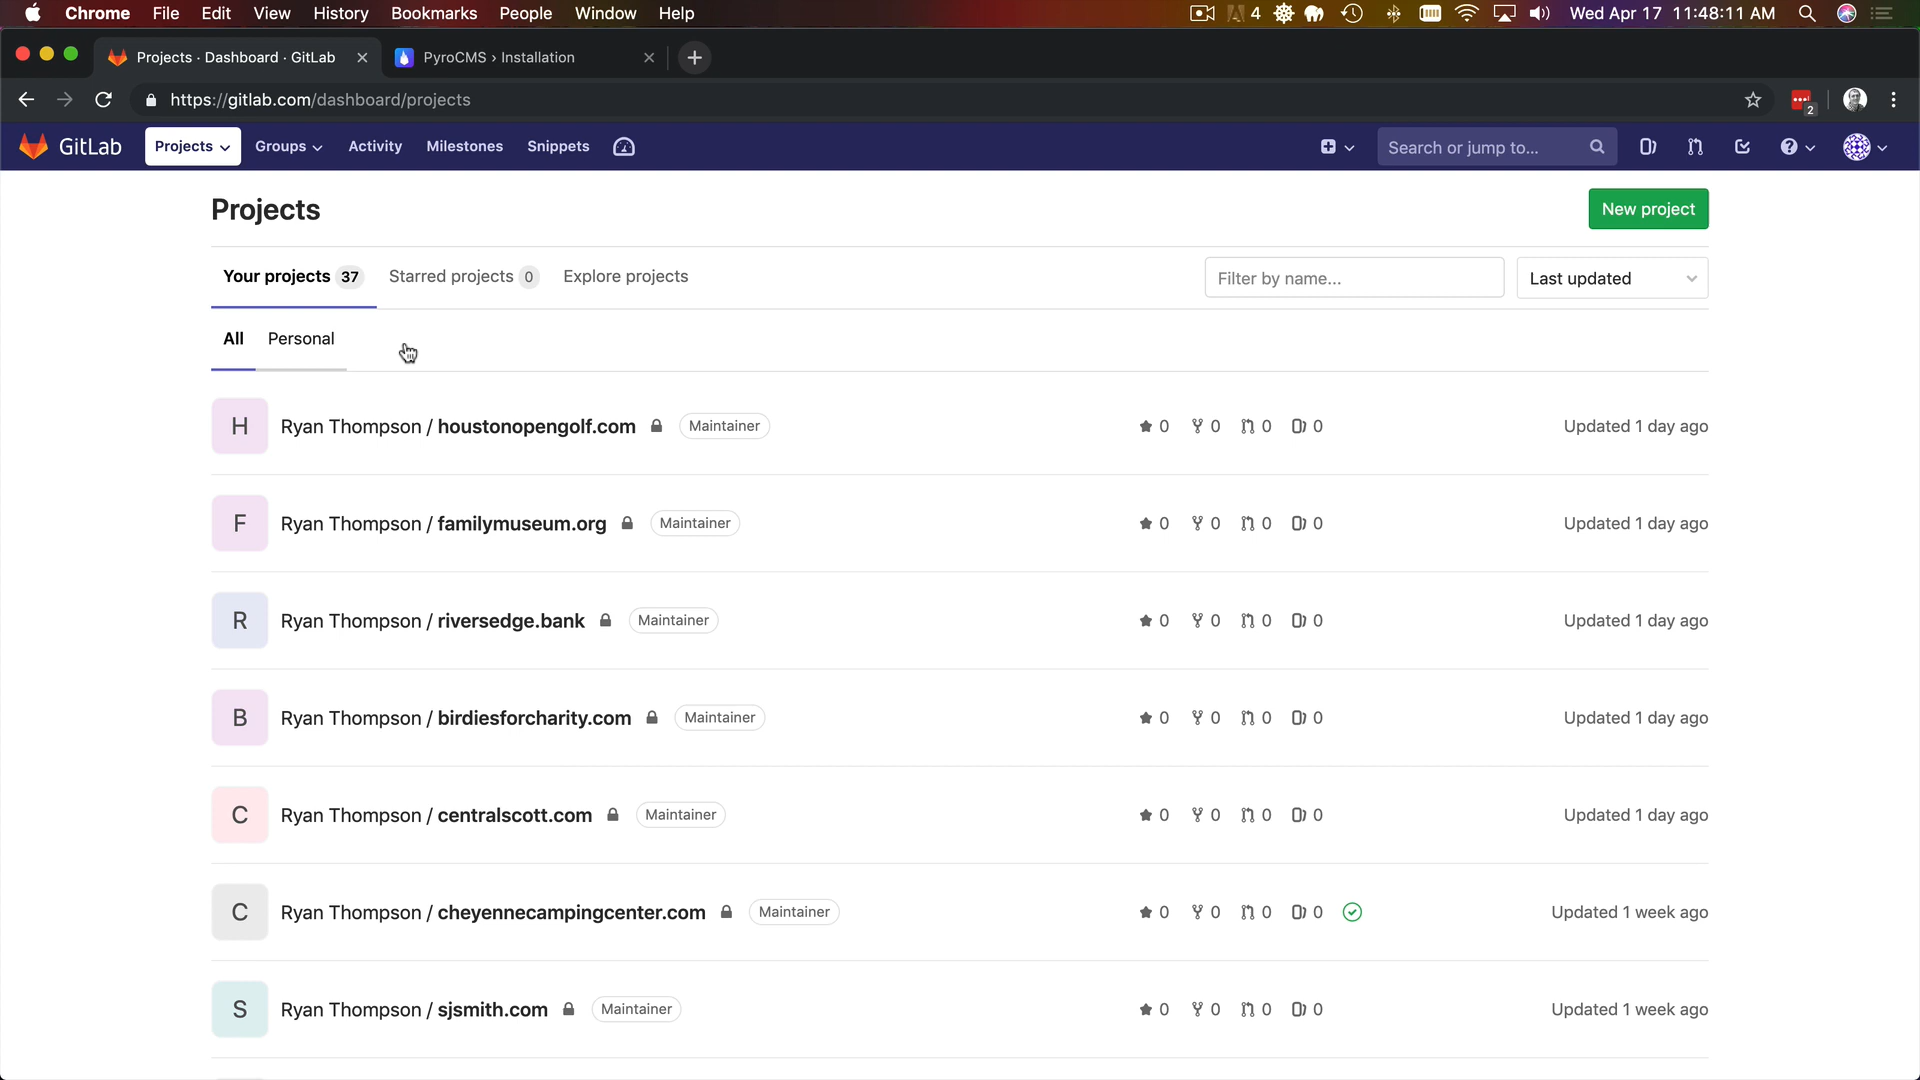 Chrome File Edit View History Bookmarks People Window Help 4 Wed Apr 17 11:48:11 AM
Projects · Dashboard · GitLab PyroCMS › Installation
https://gitlab.com/dashboard/projects 2
GitLab Projects Groups Activity Milestones Snippets Search or jump to...
Projects New project
Your projects 37 Starred projects 0 Explore projects Filter by name... Last updated
All Personal
H Ryan Thompson / houstonopengolf.com Maintainer 0 0 0 0 Updated 1 day ago
F Ryan Thompson / familymuseum.org Maintainer 0 0 0 0 Updated 1 day ago
R Ryan Thompson / riversedge.bank Maintainer 0 0 0 0 Updated 1 day ago
B Ryan Thompson / birdiesforcharity.com Maintainer 0 0 0 0 Updated 1 day ago
C Ryan Thompson / centralscott.com Maintainer 0 0 0 0 Updated 1 day ago
C Ryan Thompson / cheyennecampingcenter.com Maintainer 0 0 0 0 Updated 1 week ago
S Ryan Thompson / sjsmith.com Maintainer 0 0 0 0 Updated 1 week ago